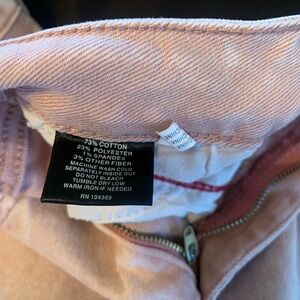 73% COTTON
23% POLYESTER
1% SPANDEX
3% OTHER FIBER
MACHINE WASH COLD
SEPARATELY INSIDE OUT
DO NOT BLEACH
TUMBLE DRY LOW
WARM IRON IF NEEDED
RN 104369